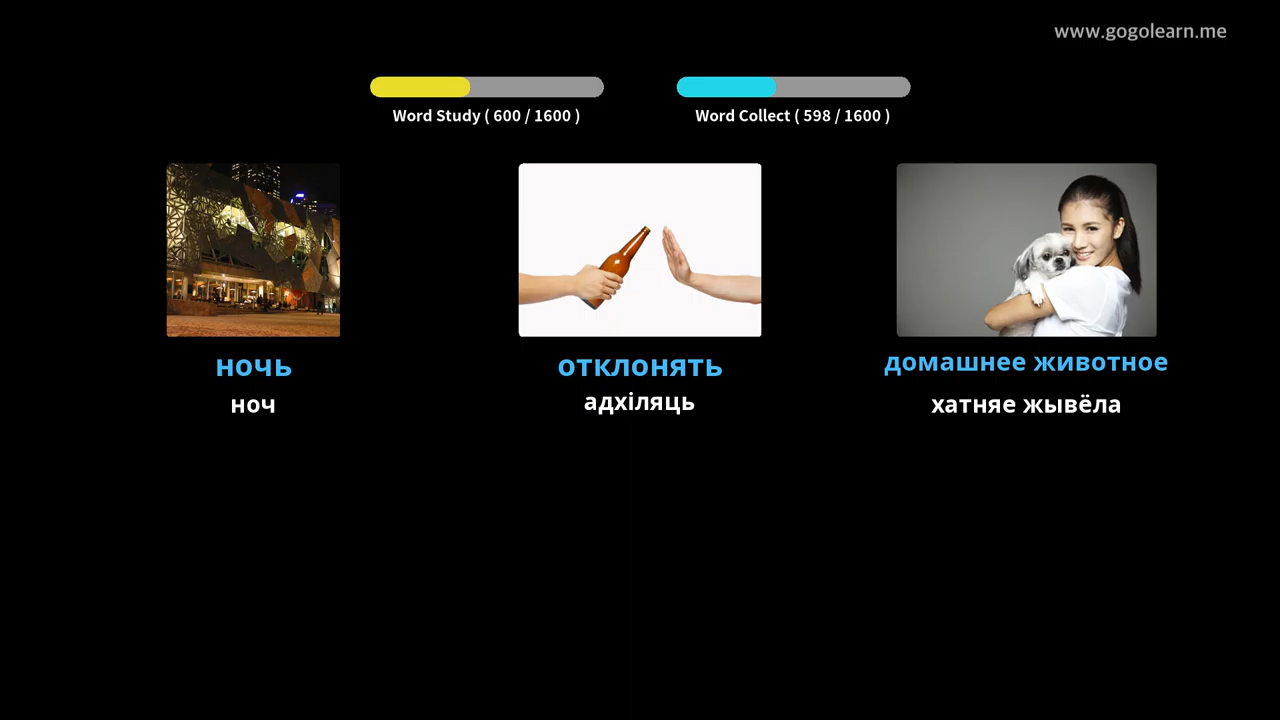 www.gogolearn.me
Word Study ( 600 / 1600 )
Word Collect ( 598 / 1600 )
ночь
отклонять
домашнее животное
ноч
адхіляць
хатняе жывёла